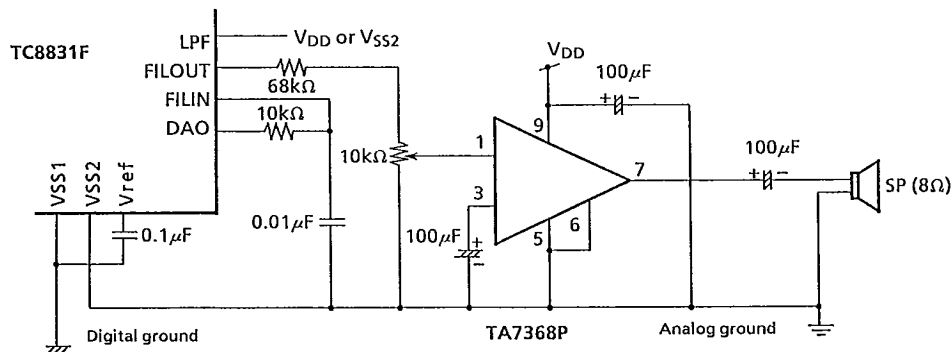 TC8831F
LPF
V_DD or V_SS2
FILOUT
68kΩ
FILIN
10kΩ
DAO
VSS1
VSS2
Vref
0.1μF
0.01μF
10kΩ
V_DD
100μF
+ −
9
1
3
7
6
5
100μF
+
−
100μF
+ −
SP (8Ω)
Digital ground
TA7368P
Analog ground